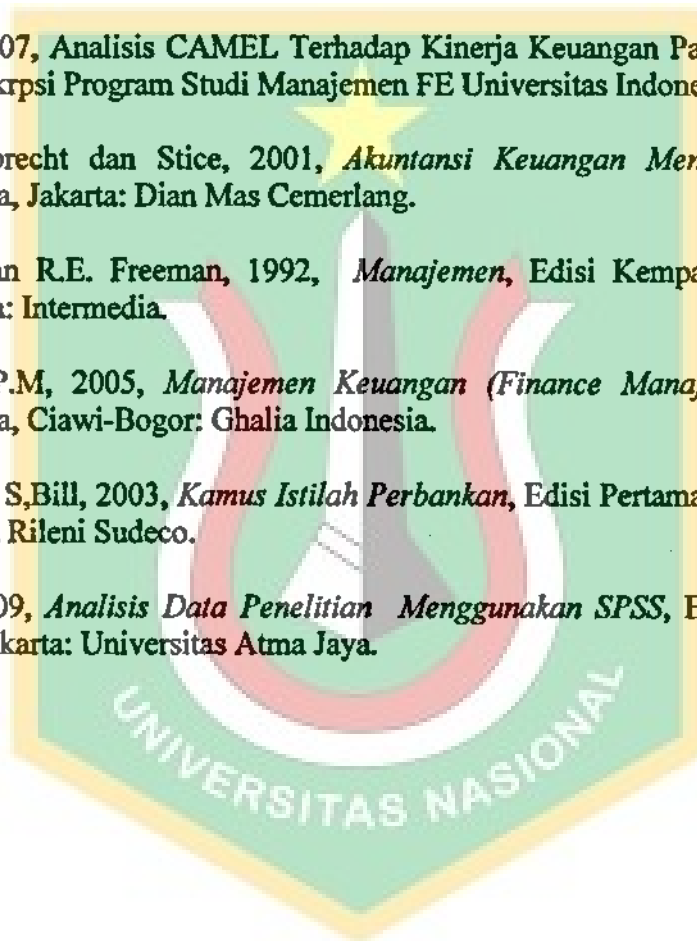 07, Analisis CAMEL Terhadap Kinerja Keuangan Pa
krpsi Program Studi Manajemen FE Universitas Indone
orecht dan Stice, 2001, Akuntansi Keuangan Men
a, Jakarta: Dian Mas Cemerlang.
an R.E. Freeman, 1992, Manajemen, Edisi Kempa
: Intermedia.
P.M, 2005, Manajemen Keuangan (Finance Manaj
a, Ciawi-Bogor: Ghalia Indonesia.
S,Bill, 2003, Kamus Istilah Perbankan, Edisi Pertama
Rileni Sudeco.
09, Analisis Data Penelitian Menggunakan SPSS, E
karta: Universitas Atma Jaya.
UNIVERSITAS NASIONAL